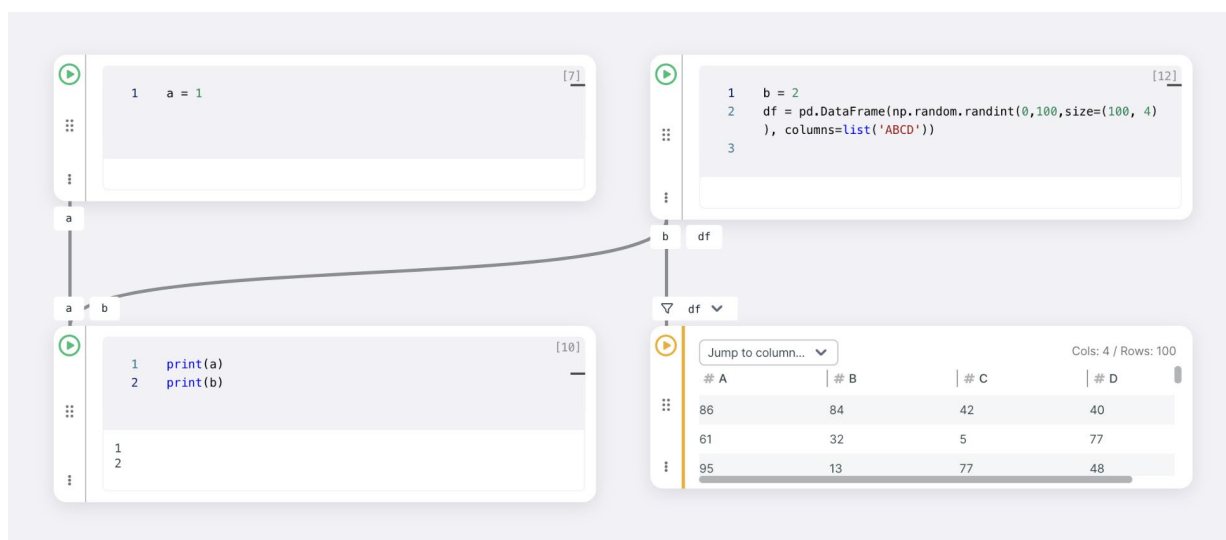 [7]
1 a = 1
a
[12]
1 b = 2
2 df = pd.DataFrame(np.random.randint(0,100,size=(100, 4)
), columns=list('ABCD'))
3
b df
a b
[10]
1 print(a)
2 print(b)
1
2
df
Jump to column... Cols: 4 / Rows: 100
# A # B # C # D
86 84 42 40
61 32 5 77
95 13 77 48